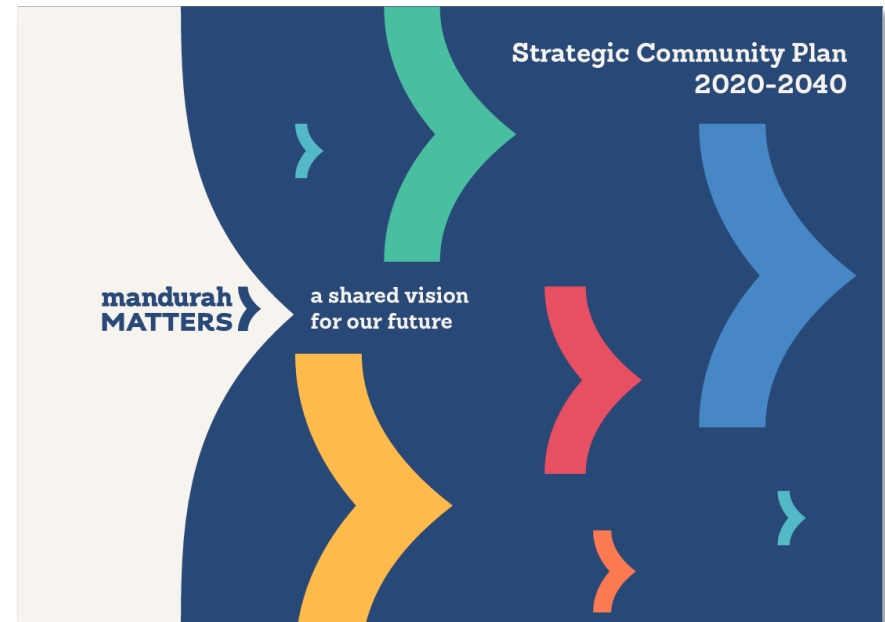 Strategic Community Plan
2020-2040
mandurah
MATTERS
a shared vision
for our future